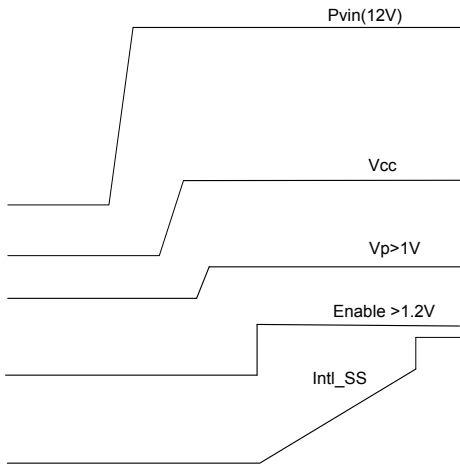 Pvin(12V)
Vcc
Vp>1V
Enable >1.2V
Intl_SS